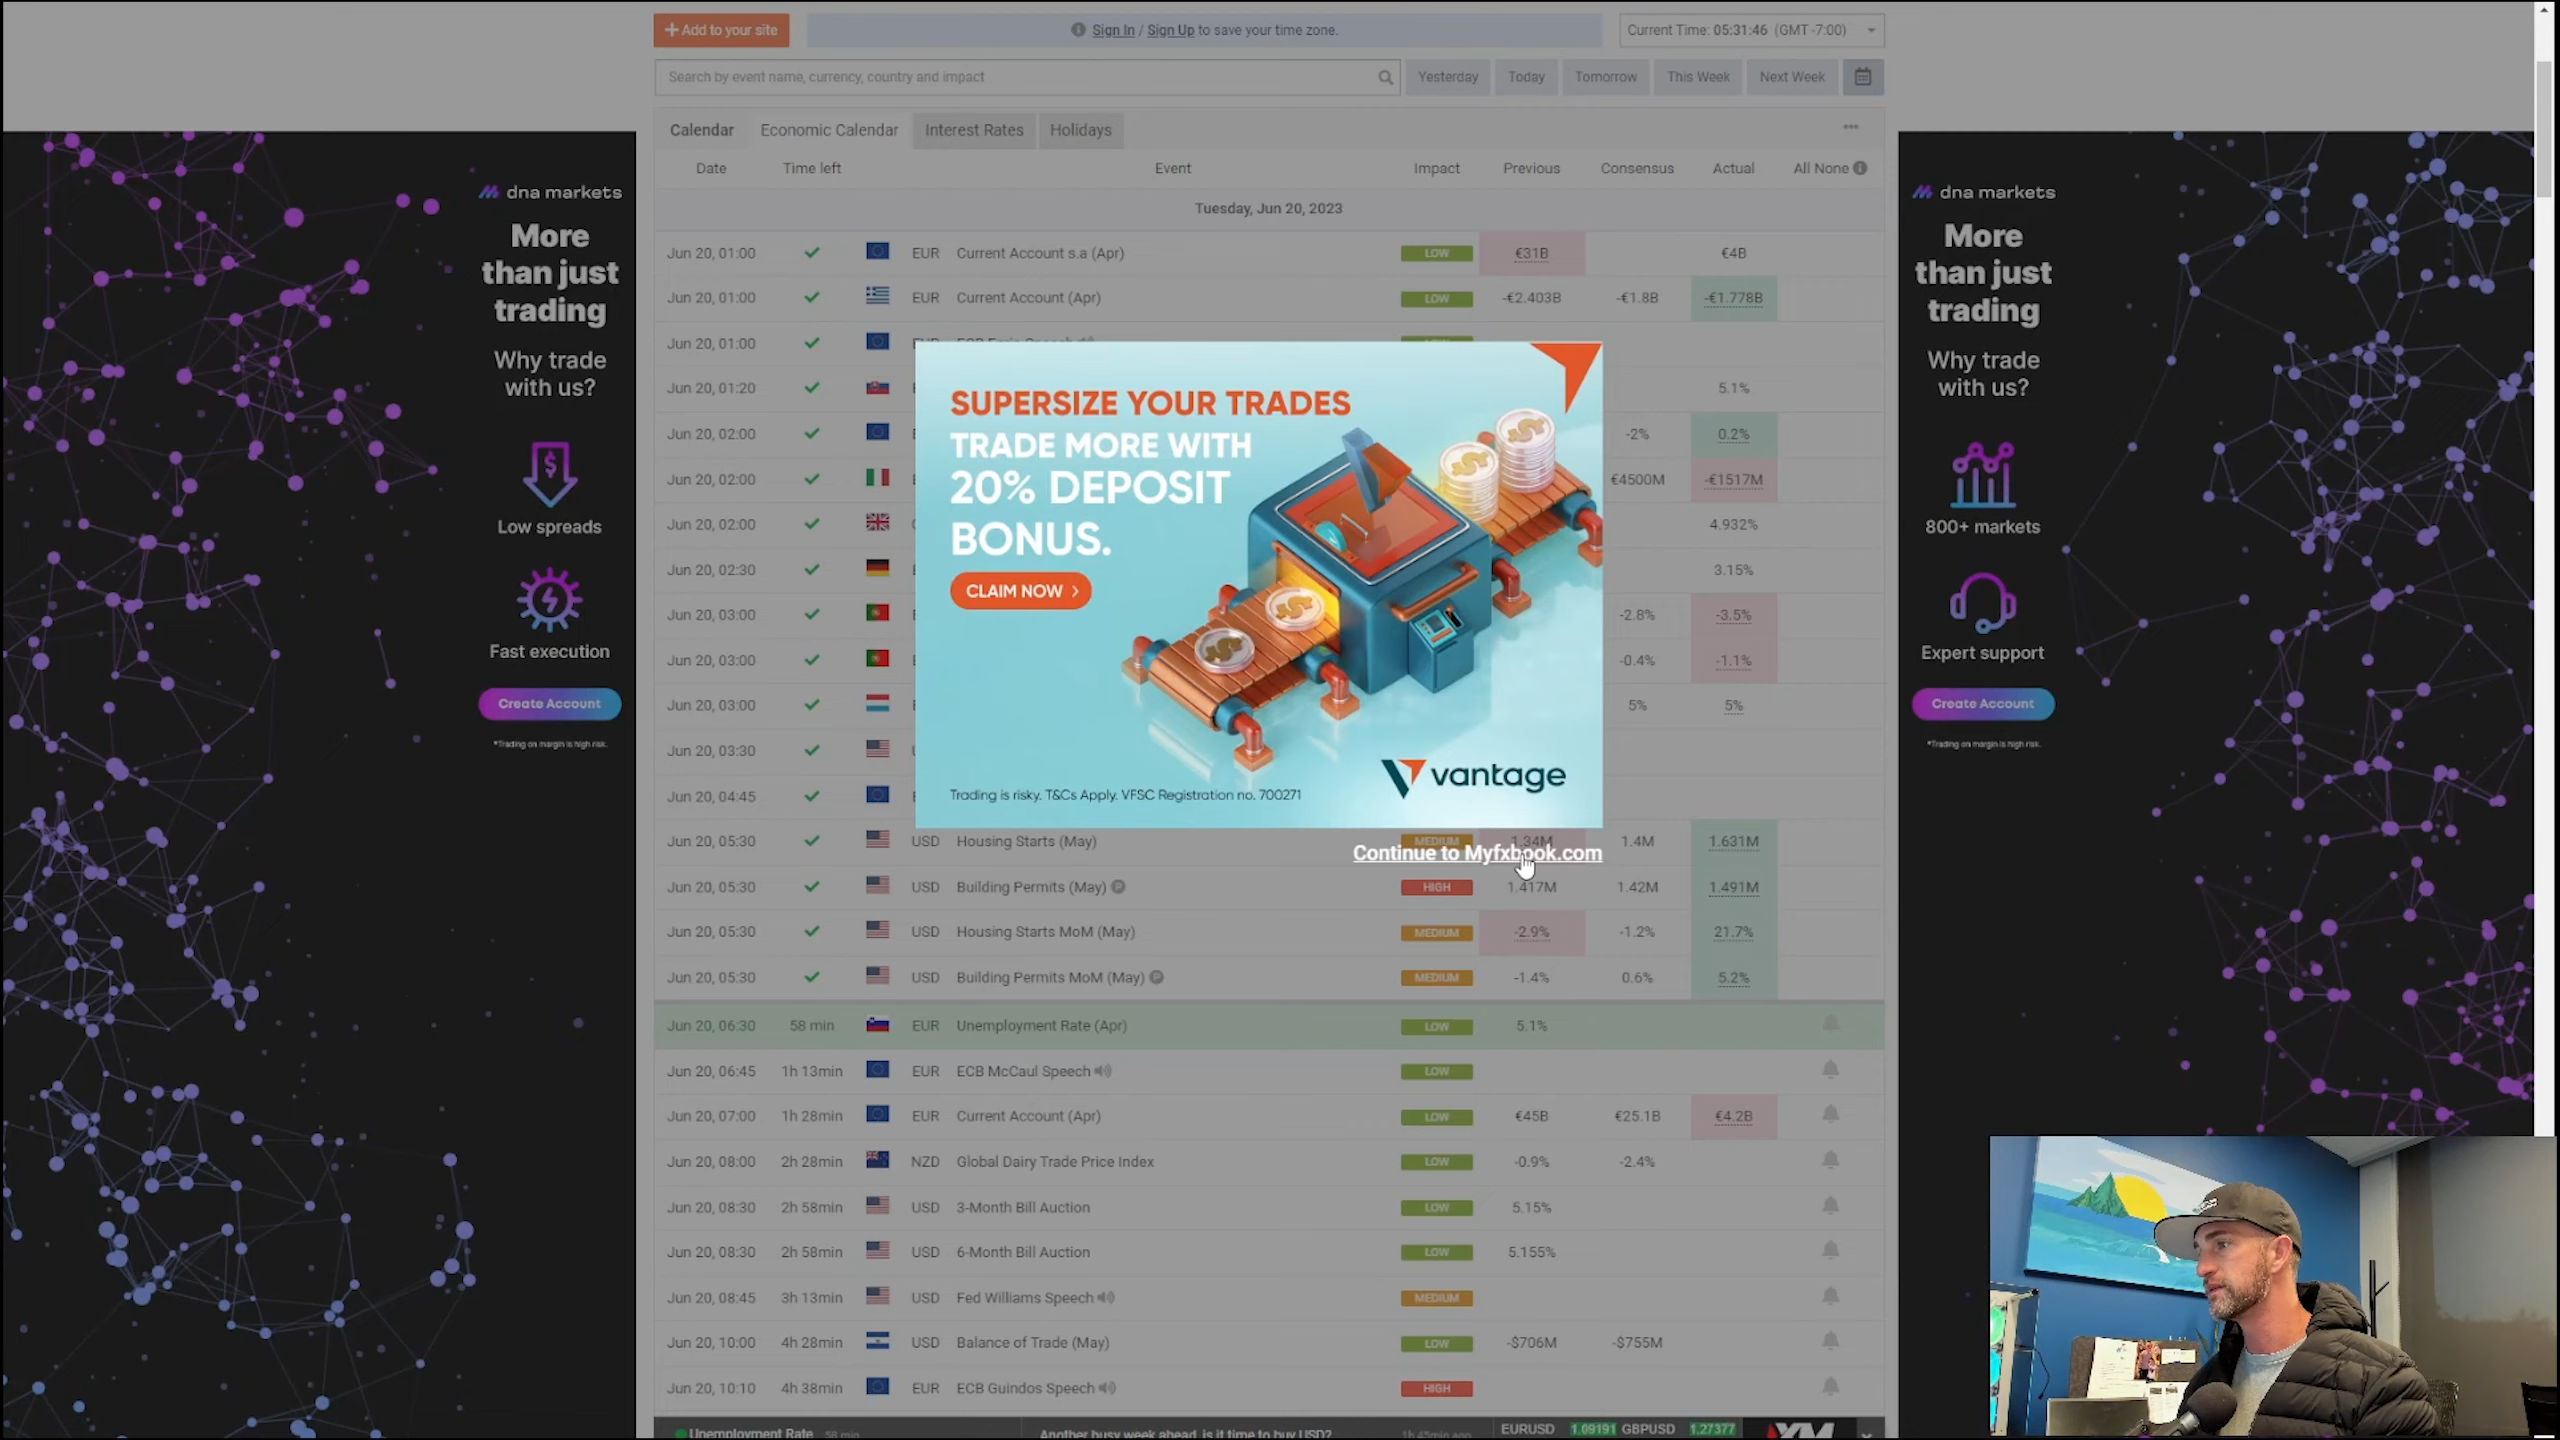 + Add to your site
Sign In / Sign Up to save your time zone.
Current Time: 05:31:46 (GMT -7:00)
Search by event name, currency, country and impact
Yesterday
Today
Tomorrow
This Week
Next Week
Calendar
Economic Calendar
Interest Rates
Holidays
Date Time left Event Impact Previous Consensus Actual All None
Tuesday, Jun 20, 2023
Jun 20, 01:00 EUR Current Account s.a (Apr) LOW €31B €4B
Jun 20, 01:00 EUR Current Account (Apr) LOW -€2.403B -€1.8B -€1.778B
Jun 20, 01:00
Jun 20, 01:20 5.1%
Jun 20, 02:00 -2% 0.2%
Jun 20, 02:00 €4500M -€1517M
Jun 20, 02:00 4.932%
Jun 20, 02:30 3.15%
Jun 20, 03:00 -2.8% -3.5%
Jun 20, 03:00 -0.4% -1.1%
Jun 20, 03:00 5% 5%
Jun 20, 03:30
Jun 20, 04:45
Jun 20, 05:30 USD Housing Starts (May) MEDIUM 1.34M 1.4M 1.631M
Jun 20, 05:30 USD Building Permits (May) HIGH 1.417M 1.42M 1.491M
Jun 20, 05:30 USD Housing Starts MoM (May) MEDIUM -2.9% -1.2% 21.7%
Jun 20, 05:30 USD Building Permits MoM (May) MEDIUM -1.4% 0.6% 5.2%
Jun 20, 06:30 58 min EUR Unemployment Rate (Apr) LOW 5.1%
Jun 20, 06:45 1h 13min EUR ECB McCaul Speech LOW
Jun 20, 07:00 1h 28min EUR Current Account (Apr) LOW €45B €25.1B €4.2B
Jun 20, 08:00 2h 28min NZD Global Dairy Trade Price Index LOW -0.9% -2.4%
Jun 20, 08:30 2h 58min USD 3-Month Bill Auction LOW 5.15%
Jun 20, 08:30 2h 58min USD 6-Month Bill Auction LOW 5.155%
Jun 20, 08:45 3h 13min USD Fed Williams Speech MEDIUM
Jun 20, 10:00 4h 28min USD Balance of Trade (May) LOW -$706M -$755M
Jun 20, 10:10 4h 38min EUR ECB Guindos Speech HIGH
Unemployment Rate 58 min Another busy week ahead, is it time to buy USD? 1h 45min ago EURUSD 1.09191 GBPUSD 1.27377 XM
SUPERSIZE YOUR TRADES
TRADE MORE WITH
20% DEPOSIT
BONUS.
CLAIM NOW >
vantage
Trading is risky. T&Cs Apply. VFSC Registration no. 700271
Continue to Myfxbook.com
dna markets
More
than just
trading
Why trade
with us?
Low spreads
Fast execution
Create Account
*Trading on margin is high risk.
dna markets
More
than just
trading
Why trade
with us?
800+ markets
Expert support
Create Account
*Trading on margin is high risk.